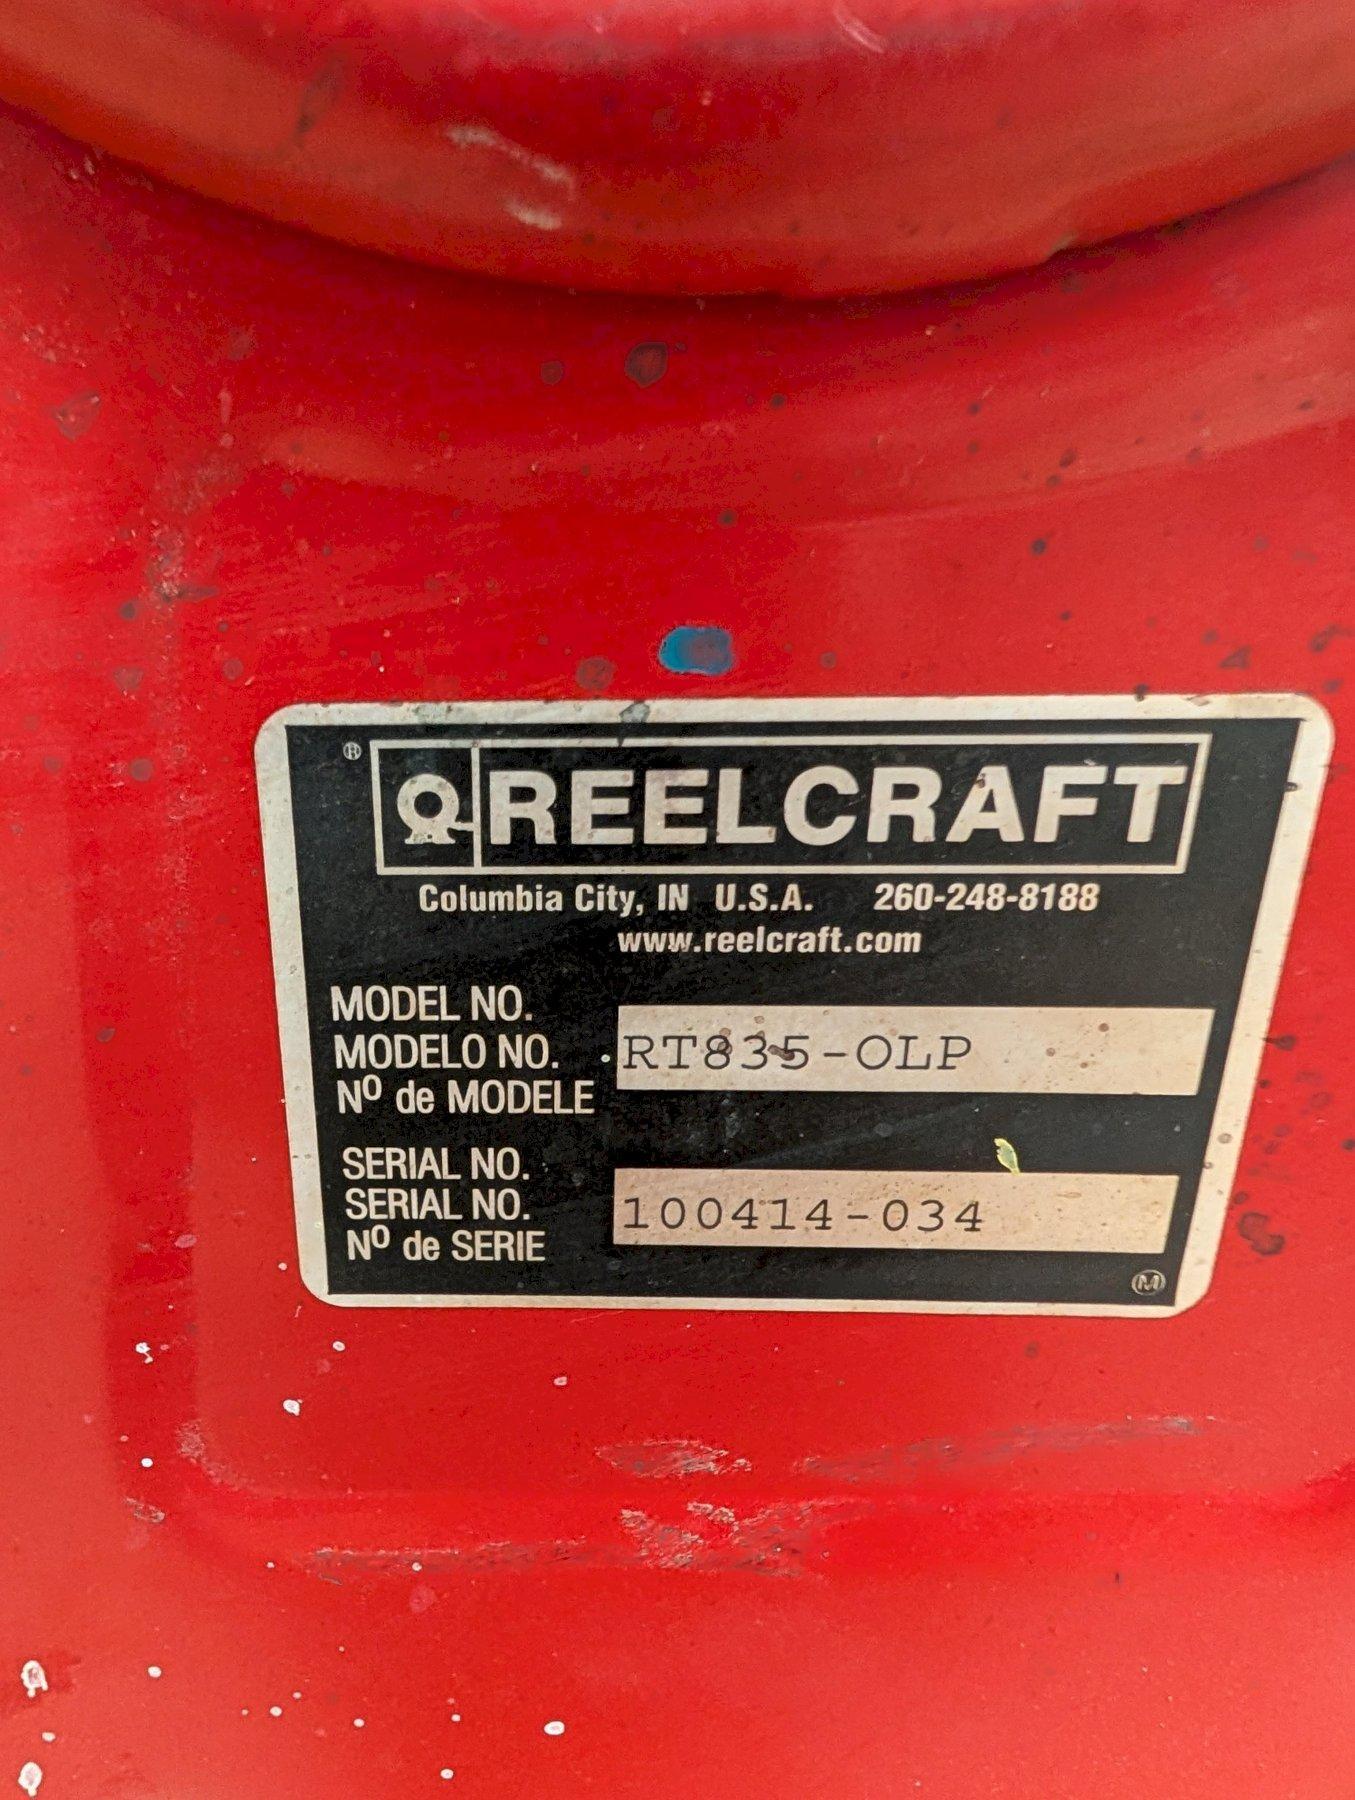 ®
REELCRAFT
Columbia City, IN U.S.A. 260-248-8188
www.reelcraft.com
MODEL NO.
MODELO NO. RT835-OLP
Nº de MODELE
SERIAL NO.
SERIAL NO. 100414-034
Nº de SERIE
M